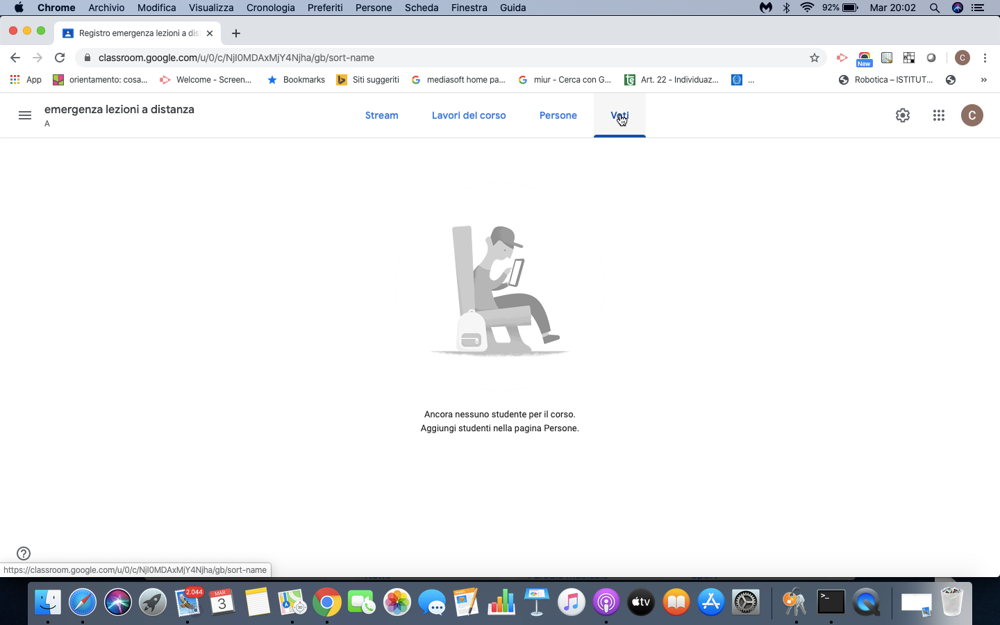 Chrome Archivio Modifica Visualizza Cronologia Preferiti Persone Scheda Finestra Guida 92% Mar 20:02
Registro emergenza lezioni a dis
classroom.google.com/u/0/c/NjI0MDAxMjY4Njha/gb/sort-name
New
C
App orientamento: cosa... Welcome - Screen... Bookmarks Siti suggeriti mediasoft home pa... miur - Cerca con G... Art. 22 - Individuaz... ... Robotica – ISTITUT... »
emergenza lezioni a distanza
A
Stream Lavori del corso Persone Voti
C
Ancora nessuno studente per il corso.
Aggiungi studenti nella pagina Persone.
https://classroom.google.com/u/0/c/NjI0MDAxMjY4Njha/gb/sort-name
2.044
MAR
3
PAGES
tv